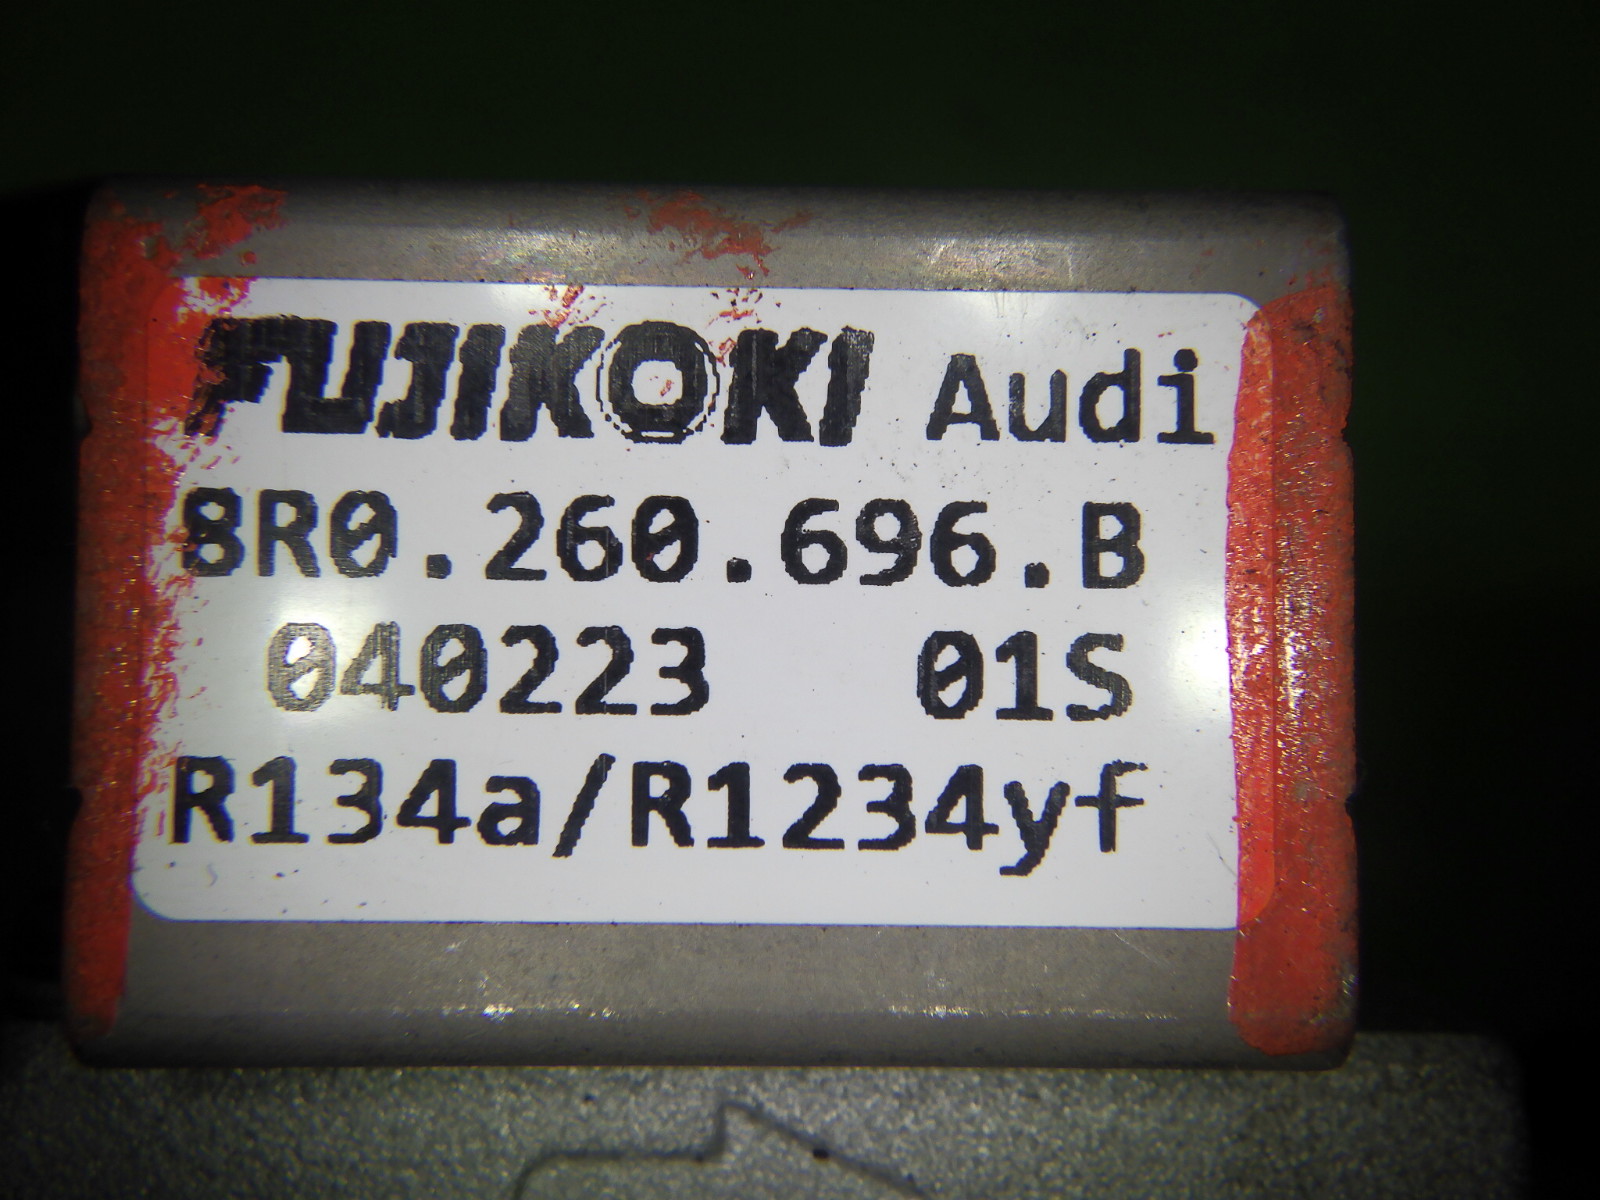 FUJIKOKI Audi
8R0.260.696.B
040223 01S
R134a/R1234yf